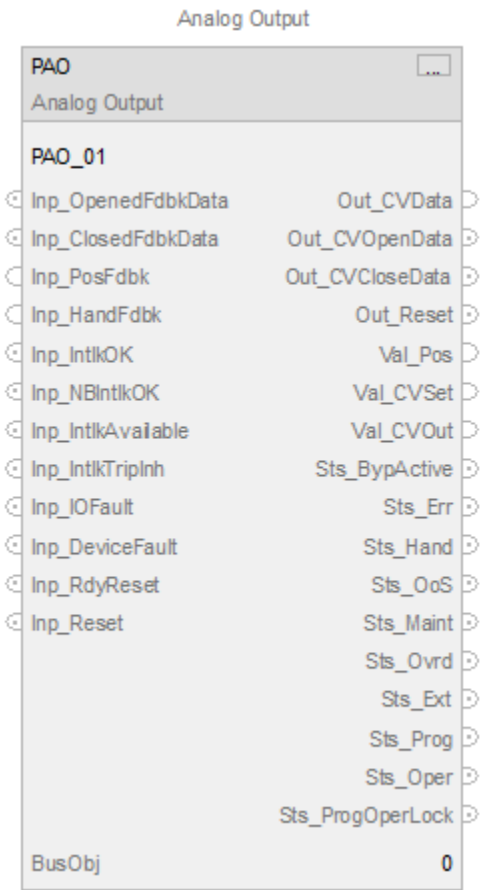 Analog Output
PAO ...
Analog Output
PAO_01
Inp_OpenedFdbkData Out_CVData
Inp_ClosedFdbkData Out_CVOpenData
Inp_PosFdbk Out_CVCloseData
Inp_HandFdbk Out_Reset
Inp_IntlkOK Val_Pos
Inp_NBIntlkOK Val_CVSet
Inp_IntlkAvailable Val_CVOut
Inp_IntlkTripInh Sts_BypActive
Inp_IOFault Sts_Err
Inp_DeviceFault Sts_Hand
Inp_RdyReset Sts_OoS
Inp_Reset Sts_Maint
Sts_Ovrd
Sts_Ext
Sts_Prog
Sts_Oper
Sts_ProgOperLock
BusObj 0